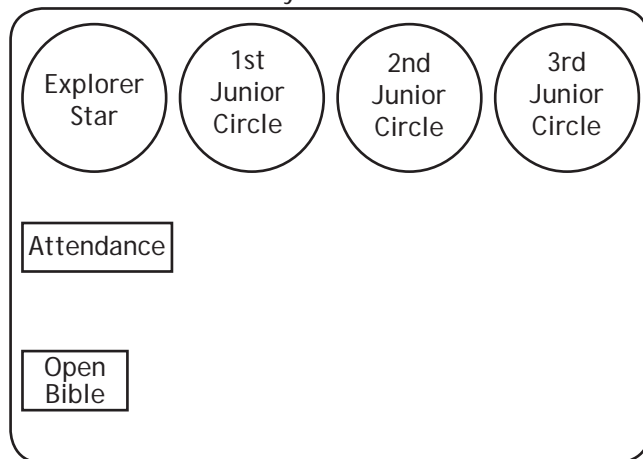 Explorer
Star
1st
Junior
Circle
2nd
Junior
Circle
3rd
Junior
Circle
Attendance
Open
Bible